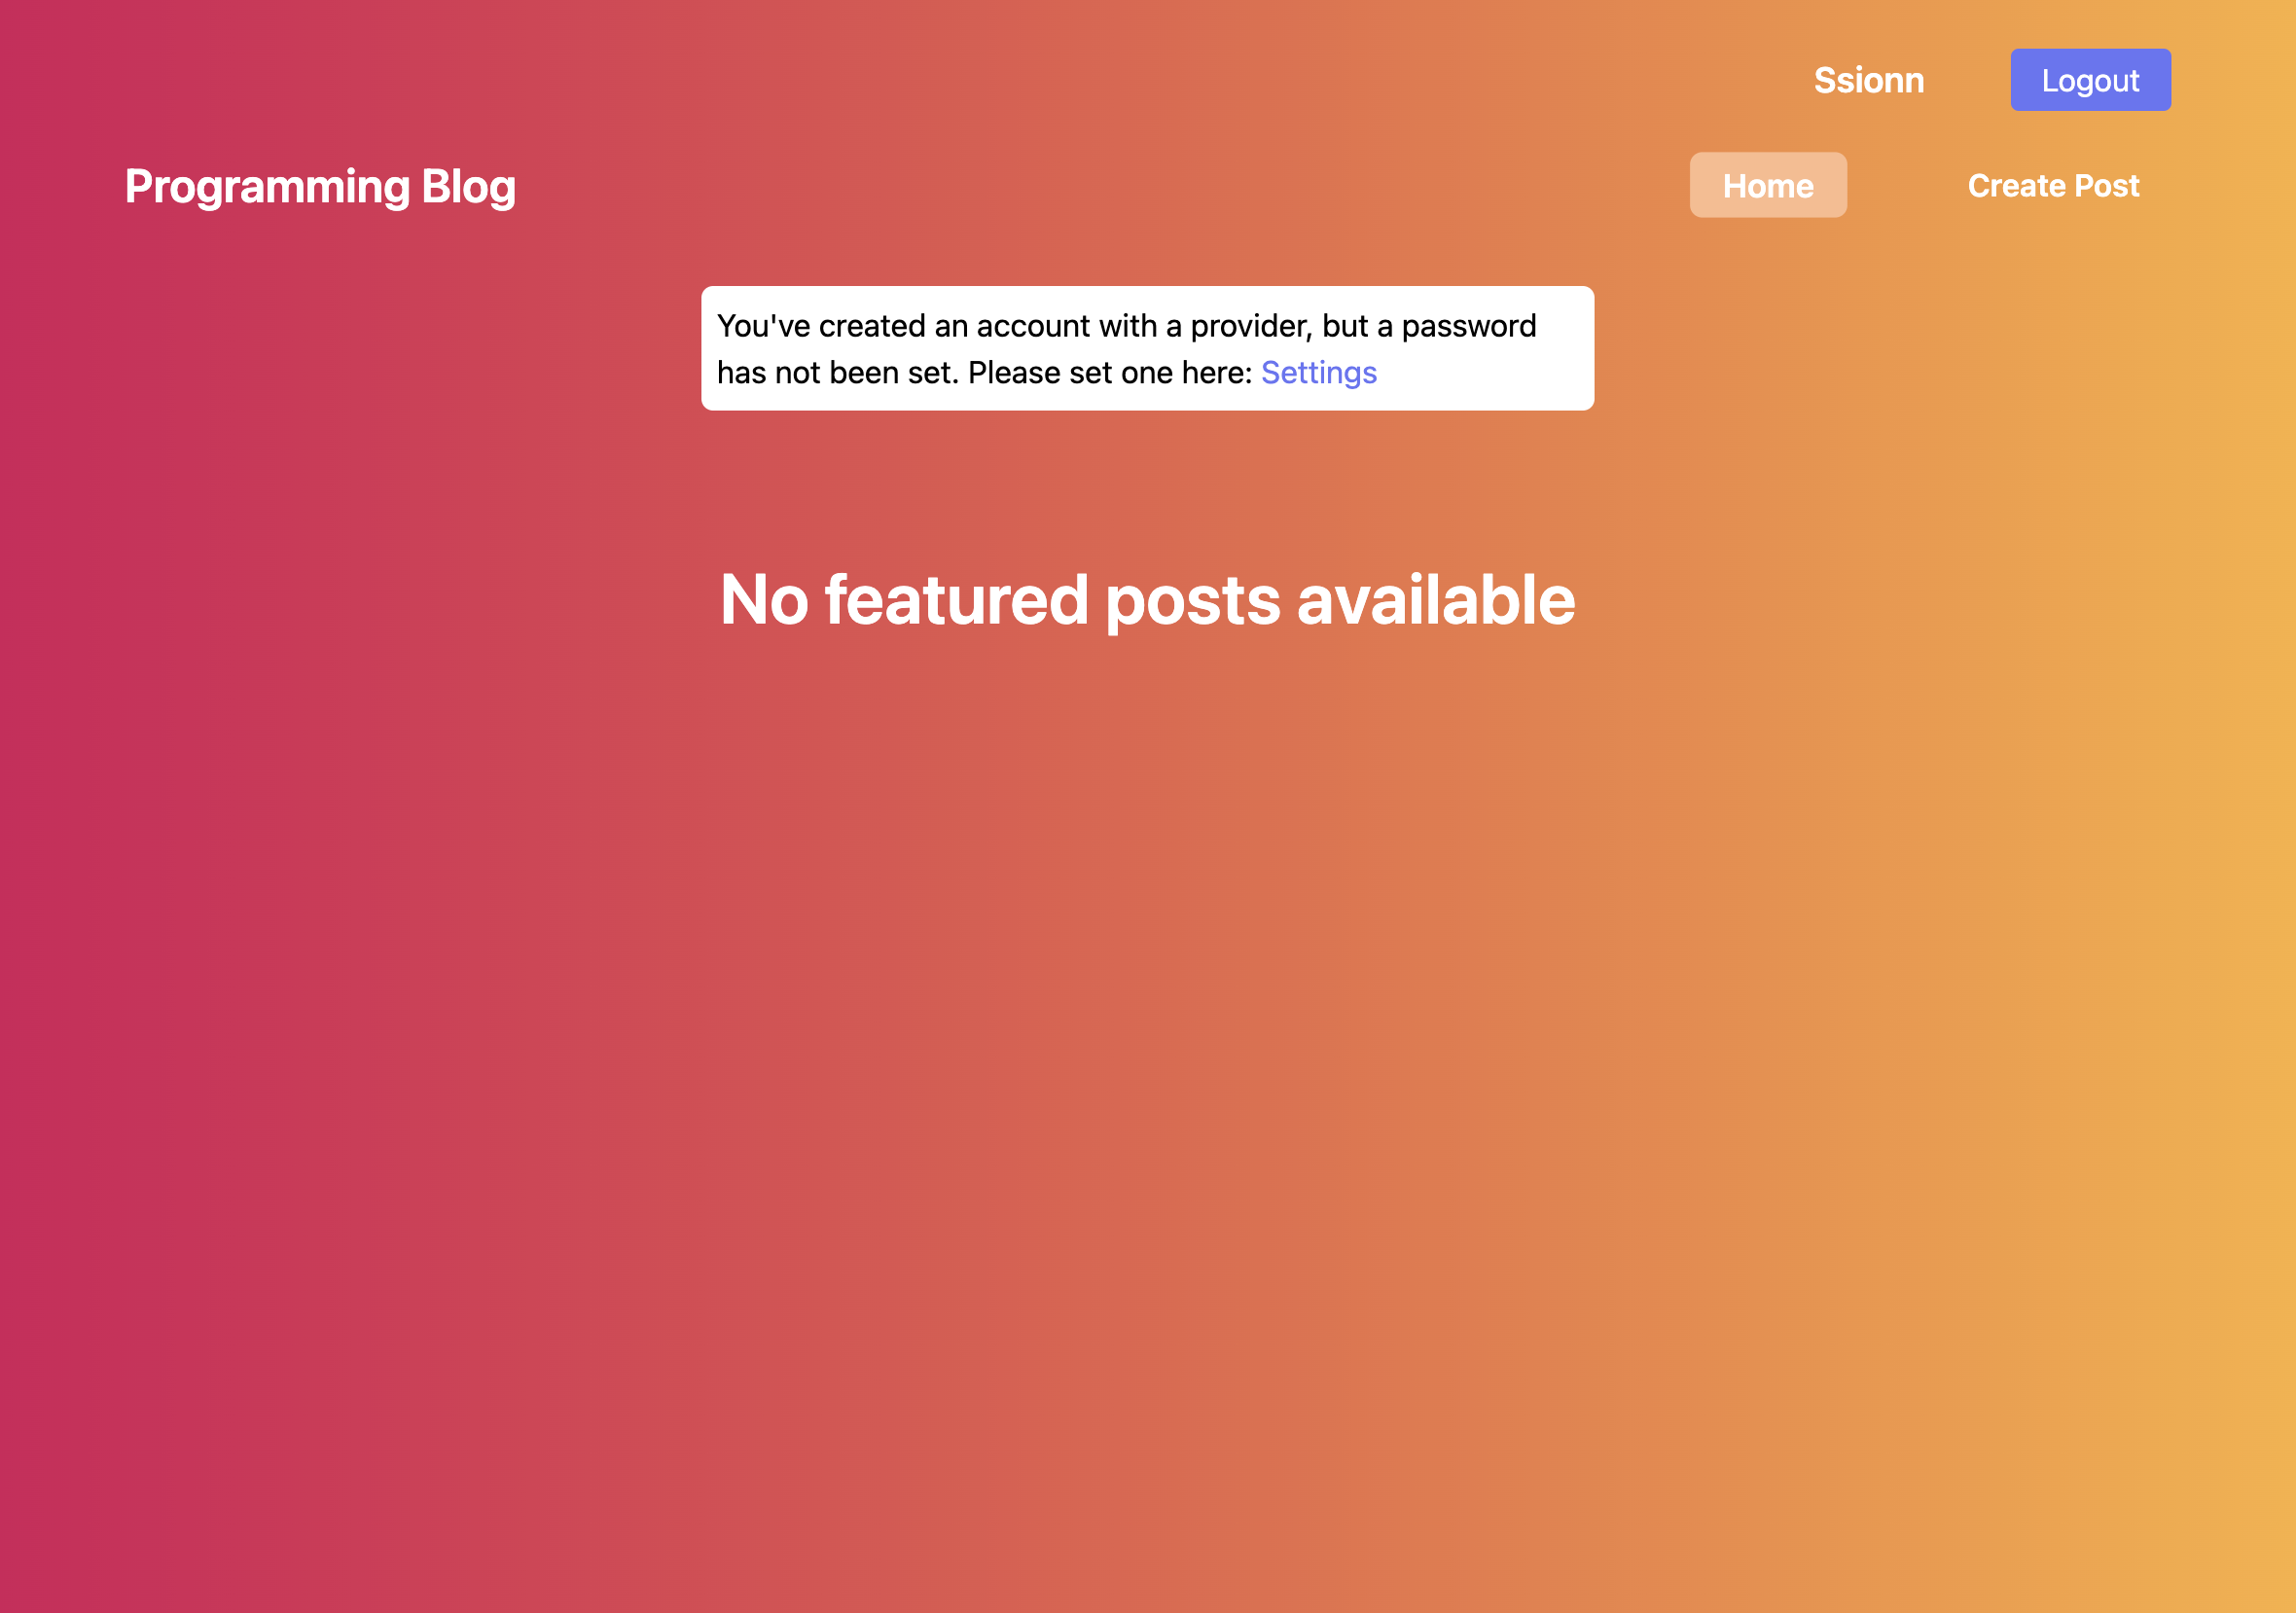 Ssionn
Logout
Programming Blog
Home
Create Post
You've created an account with a provider, but a password
has not been set. Please set one here: Settings
No featured posts available